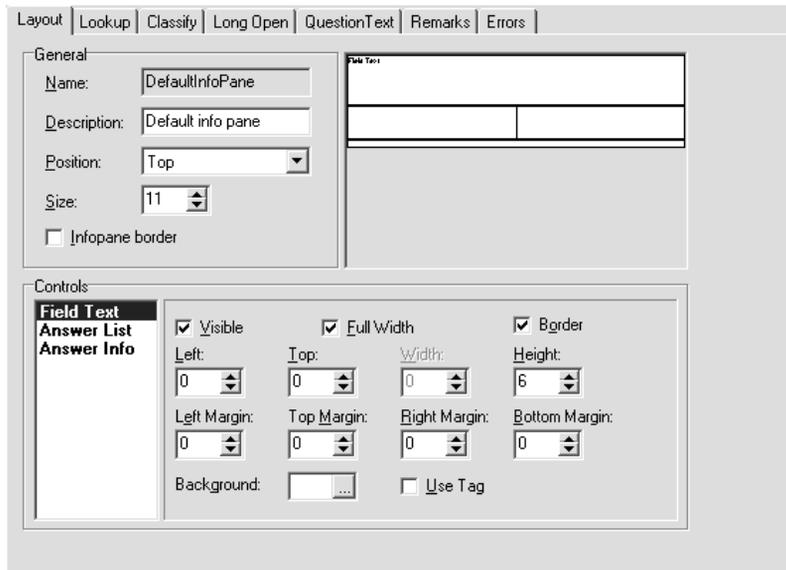 Layout Lookup Classify Long Open QuestionText Remarks Errors
General
Name: DefaultInfoPane
Description: Default info pane
Position: Top
Size: 11
Infopane border
Field Text
Controls
Field Text
Answer List
Answer Info
Visible Full Width Border
Left: Top: Width: Height:
0 0 0 6
Left Margin: Top Margin: Right Margin: Bottom Margin:
0 0 0 0
Background: ... Use Tag